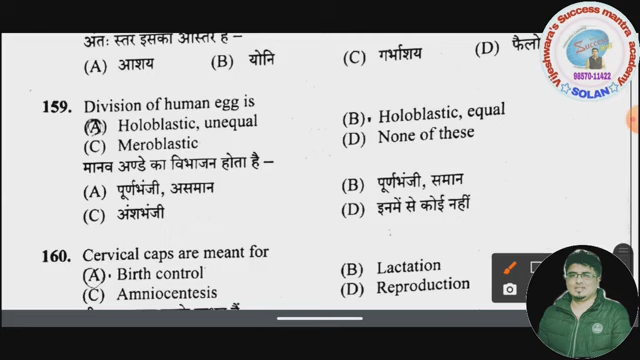 अतः स्तर इसका आस्तर है -
(A) आशय (B) योनि (C) गर्भाशय (D) फैलो
159. Division of human egg is
(A) Holoblastic, unequal (B) Holoblastic, equal
(C) Meroblastic (D) None of these
मानव अण्डे का विभाजन होता है –
(A) पूर्णभंजी, असमान (B) पूर्णभंजी, समान
(C) अंशभंजी (D) इनमें से कोई नहीं
160. Cervical caps are meant for
(A) Birth control (B) Lactation
(C) Amniocentesis (D) Reproduction
Vijeshwara's Success mantra academy
Success
98570-11422
SOLAN